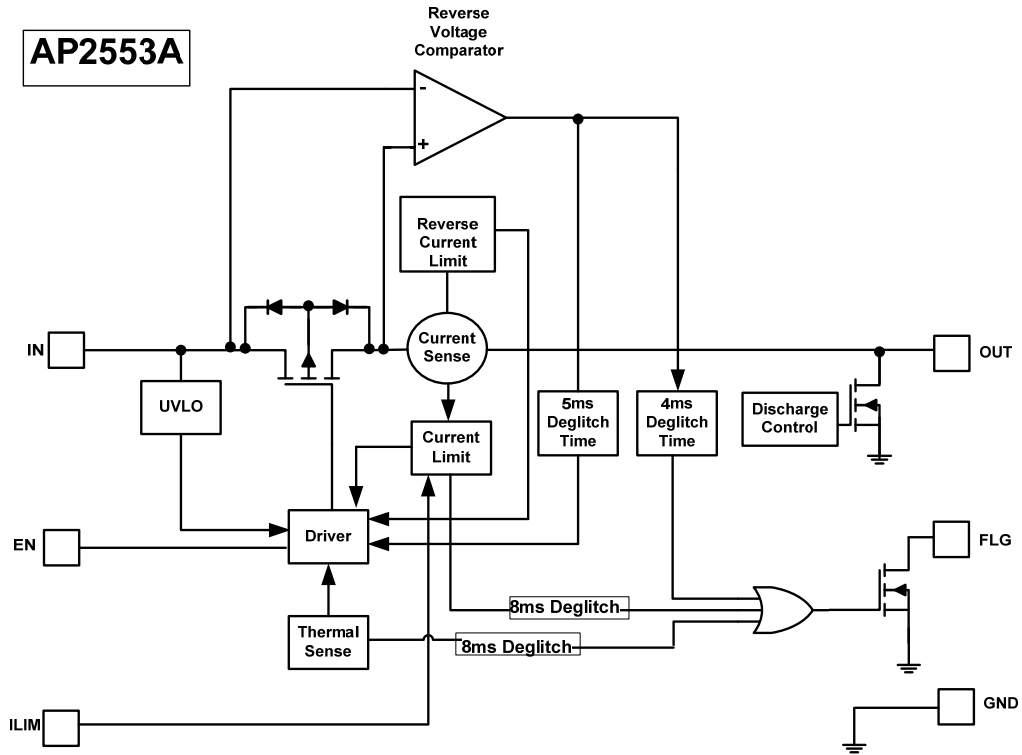 Reverse
Voltage
Comparator
AP2553A
-
+
Reverse
Current
Limit
IN
Current
Sense
OUT
UVLO
5ms
Deglitch
Time
4ms
Deglitch
Time
Discharge
Control
Current
Limit
EN
Driver
FLG
8ms Deglitch
Thermal
Sense
8ms Deglitch
ILIM
GND